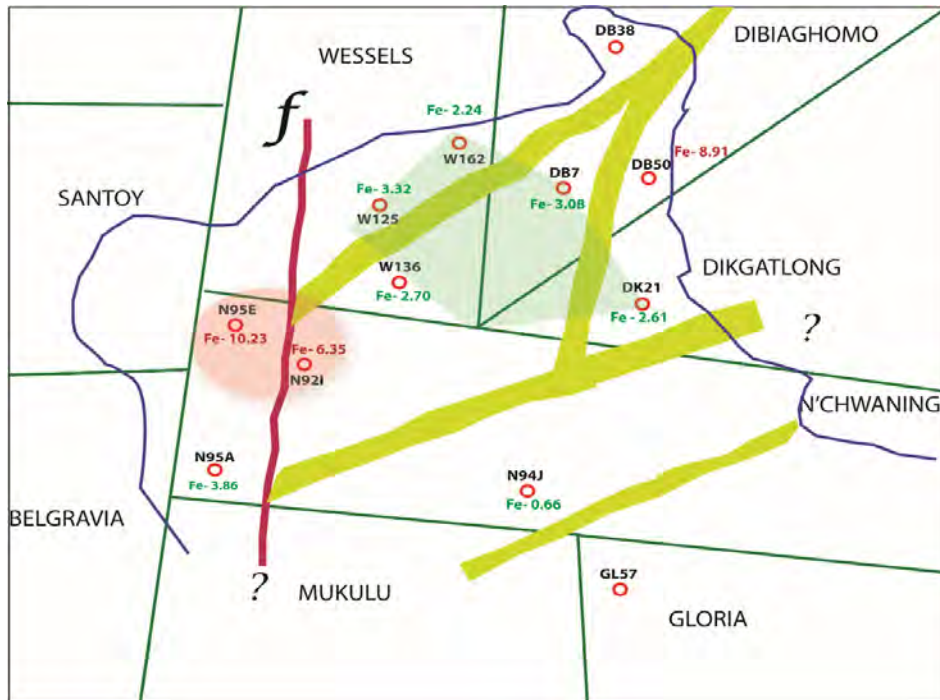 DB38
DIBIAGHOMO
WESSELS
f
Fe- 2.24
W162
Fe- 8.91
DB50
DB7
Fe- 3.08
SANTOY
Fe- 3.32
W125
W136
Fe- 2.70
DIKGATLONG
DK21
Fe - 2.61
N95E
Fe- 10.23
?
Fe- 6.35
N92i
N'CHWANING
N95A
Fe- 3.86
N94J
Fe- 0.66
BELGRAVIA
?
MUKULU
GL57
GLORIA